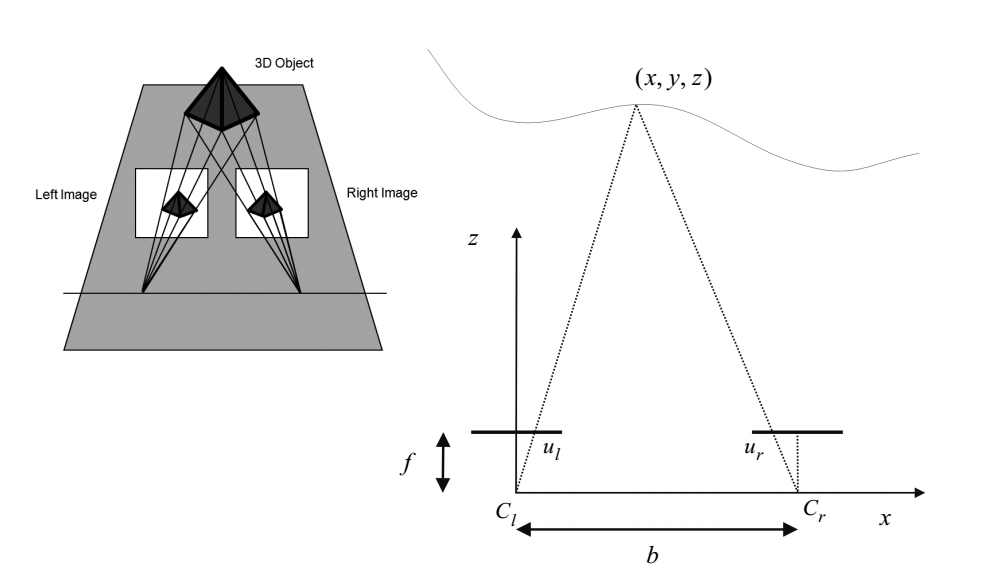 3D Object
Left Image
Right Image
(x, y, z)
z
u_l
u_r
f
C_l
C_r
x
b